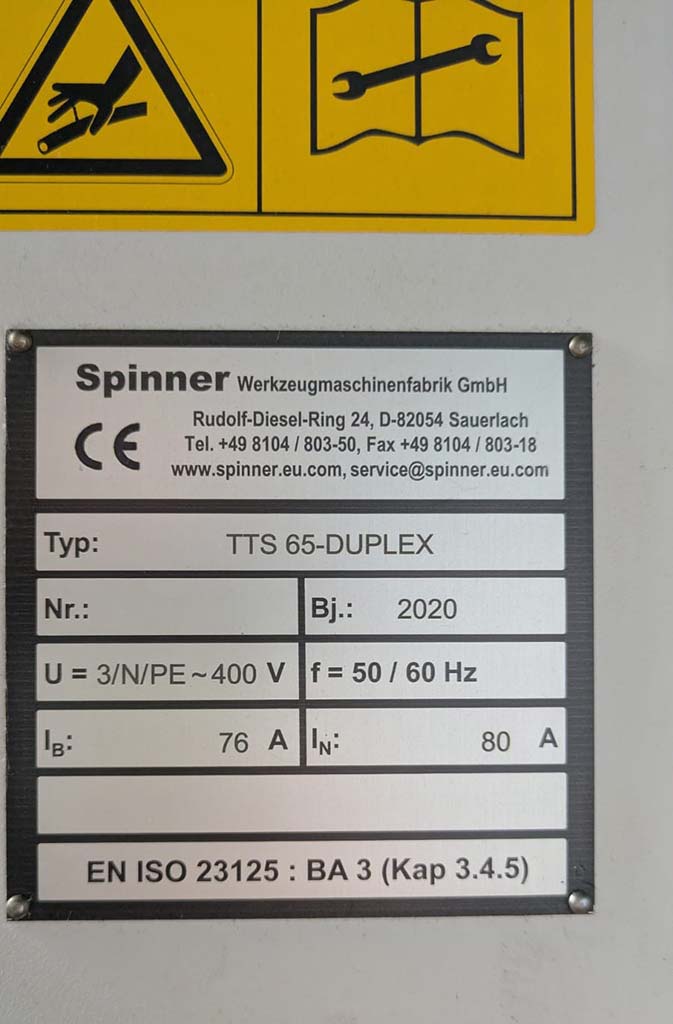 Spinner Werkzeugmaschinenfabrik GmbH
Rudolf-Diesel-Ring 24, D-82054 Sauerlach
CE Tel. +49 8104 / 803-50, Fax +49 8104 / 803-18
www.spinner.eu.com, service@spinner.eu.com
Typ: TTS 65-DUPLEX
Nr.: Bj.: 2020
U = 3/N/PE ~ 400 V f = 50 / 60 Hz
IB: 76 A IN: 80 A
EN ISO 23125 : BA 3 (Kap 3.4.5)